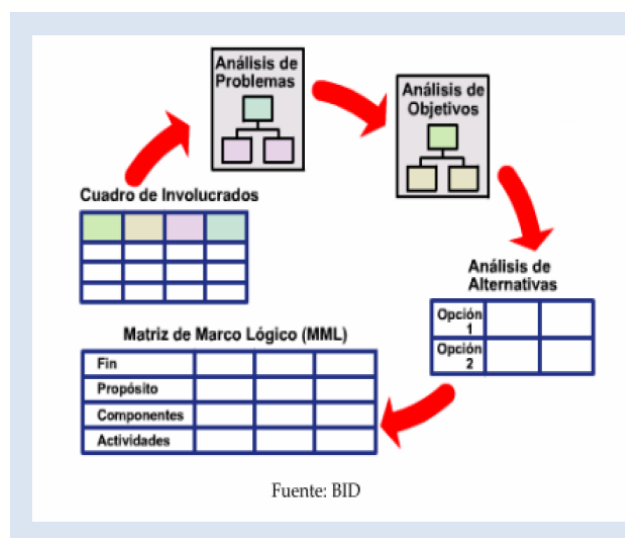 Análisis de
Problemas
Análisis de
Objetivos
Cuadro de Involucrados
Análisis de
Alternativas
Opción
1
Opción
2
Matriz de Marco Lógico (MML)
Fin
Propósito
Componentes
Actividades
Fuente: BID